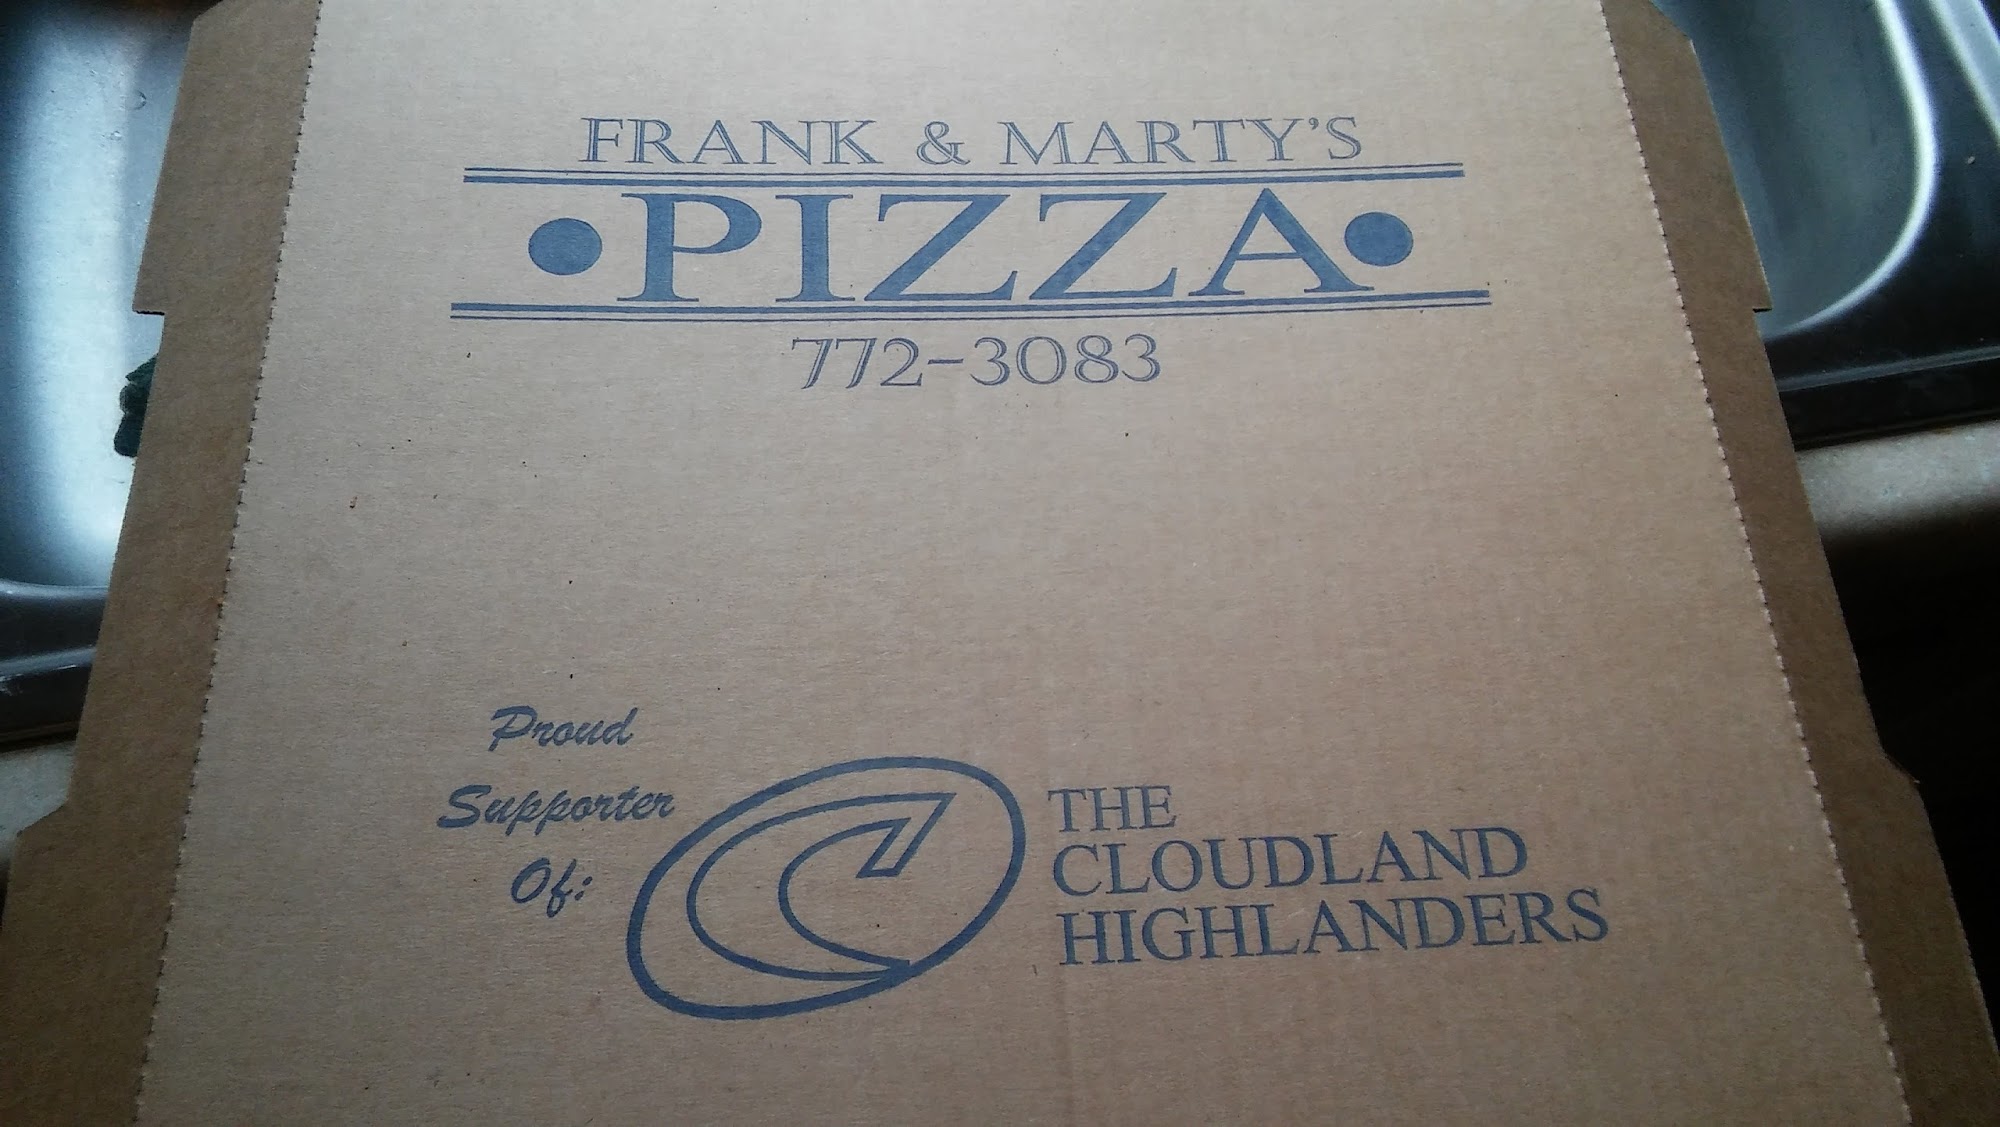 FRANK & MARTY'S
•PIZZA•
772-3083
Proud
Supporter
Of:
C
THE
CLOUDLAND
HIGHLANDERS